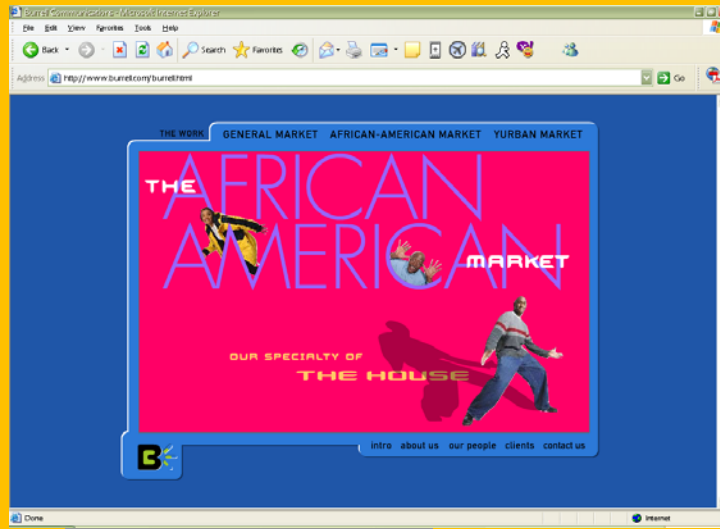 Burrell Communications - Microsoft Internet Explorer
File Edit View Favorites Tools Help
Back Search Favorites
Address http://www.burrell.com/burrell.html Go
THE WORK GENERAL MARKET AFRICAN-AMERICAN MARKET YURBAN MARKET
THE AFRICAN
AMERICAN MARKET
OUR SPECIALTY OF
THE HOUSE
intro about us our people clients contact us
B
Done Internet